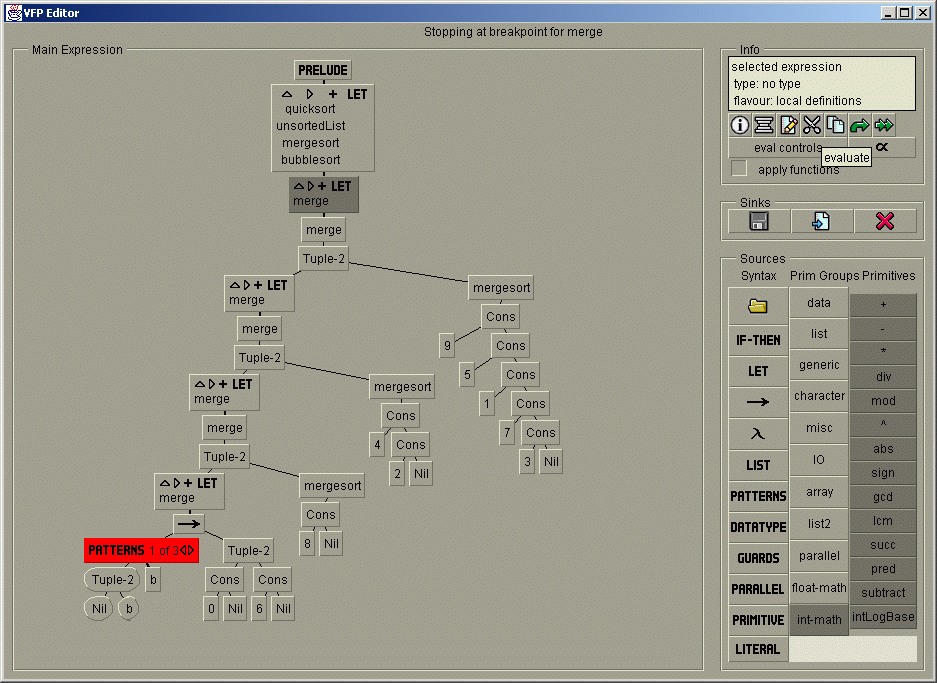 VFP Editor
Stopping at breakpoint for merge
Main Expression
PRELUDE
+ LET
quicksort
unsortedList
mergesort
bubblesort
+ LET
merge
merge
Tuple-2
+ LET
merge
mergesort
merge
Cons
Tuple-2
9
Cons
+ LET
merge
mergesort
5
Cons
merge
Cons
1
Cons
Tuple-2
4
Cons
7
Cons
+ LET
merge
mergesort
2
Nil
3
Nil
Cons
→
8
Nil
PATTERNS 1 of 3
Tuple-2
Tuple-2
b
Cons
Cons
Nil
b
0
Nil
6
Nil
Info
selected expression
type: no type
flavour: local definitions
eval controls
α
evaluate
apply functions
Sinks
Sources
Syntax Prim Groups Primitives
IF-THEN
LET
→
λ
LIST
PATTERNS
DATATYPE
GUARDS
PARALLEL
PRIMITIVE
LITERAL
data
list
generic
character
misc
IO
array
list2
parallel
float-math
int-math
+
-
*
div
mod
^
abs
sign
gcd
lcm
succ
pred
subtract
intLogBase